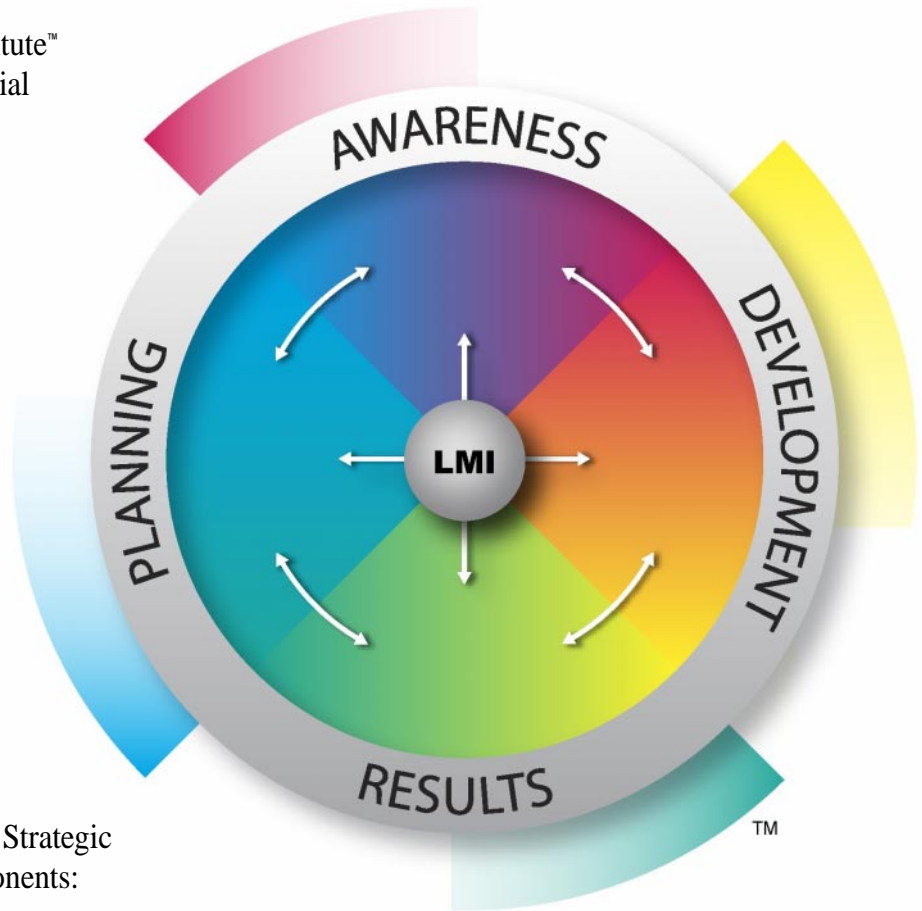 tute™
ial
AWARENESS
DEVELOPMENT
PLANNING
LMI
RESULTS
TM
Strategic
onents: